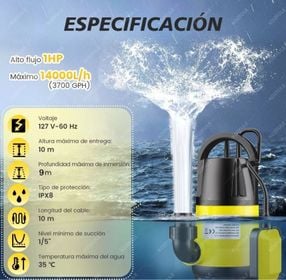 ESPECIFICACIÓN
Alto flujo 1HP
Máximo 14000L/h
(3700 GPH)
Voltaje
127 V-60 Hz
Altura máxima de entrega:
10 m
Profundidad máxima de inmersión:
9m
Tipo de protección:
IPX8
Longitud del cable:
10 m
Nivel mínimo de succión:
1/5"
Temperatura máxima del agua:
35 ℃